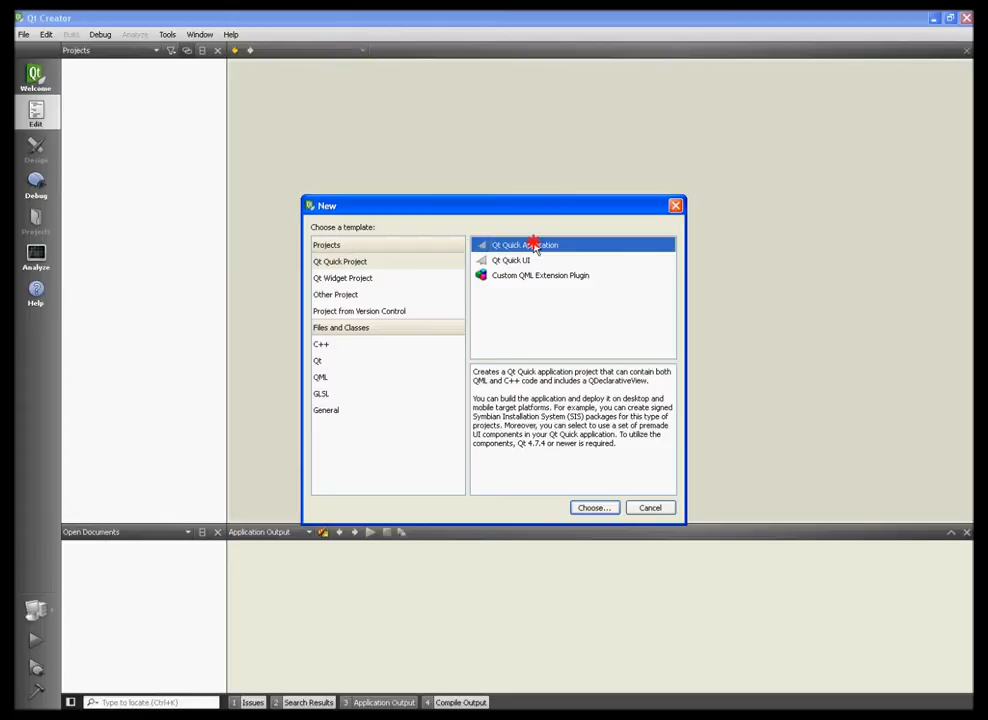 Qt Creator
File Edit Build Debug Analyze Tools Window Help
Projects
Welcome
Edit
Design
Debug
Projects
Analyze
Help
New
Choose a template:
Projects
Qt Quick Project
Qt Widget Project
Other Project
Project from Version Control
Files and Classes
C++
Qt
QML
GLSL
General
Qt Quick Application
Qt Quick UI
Custom QML Extension Plugin
Creates a Qt Quick application project that can contain both
QML and C++ code and includes a QDeclarativeView.
You can build the application and deploy it on desktop and
mobile target platforms. For example, you can create signed
Symbian Installation System (SIS) packages for this type of
projects. Moreover, you can select to use a set of premade
UI components in your Qt Quick application. To utilize the
components, Qt 4.7.4 or newer is required.
Choose... Cancel
Open Documents
Application Output
Type to locate (Ctrl+K)
1 Issues 2 Search Results 3 Application Output 4 Compile Output